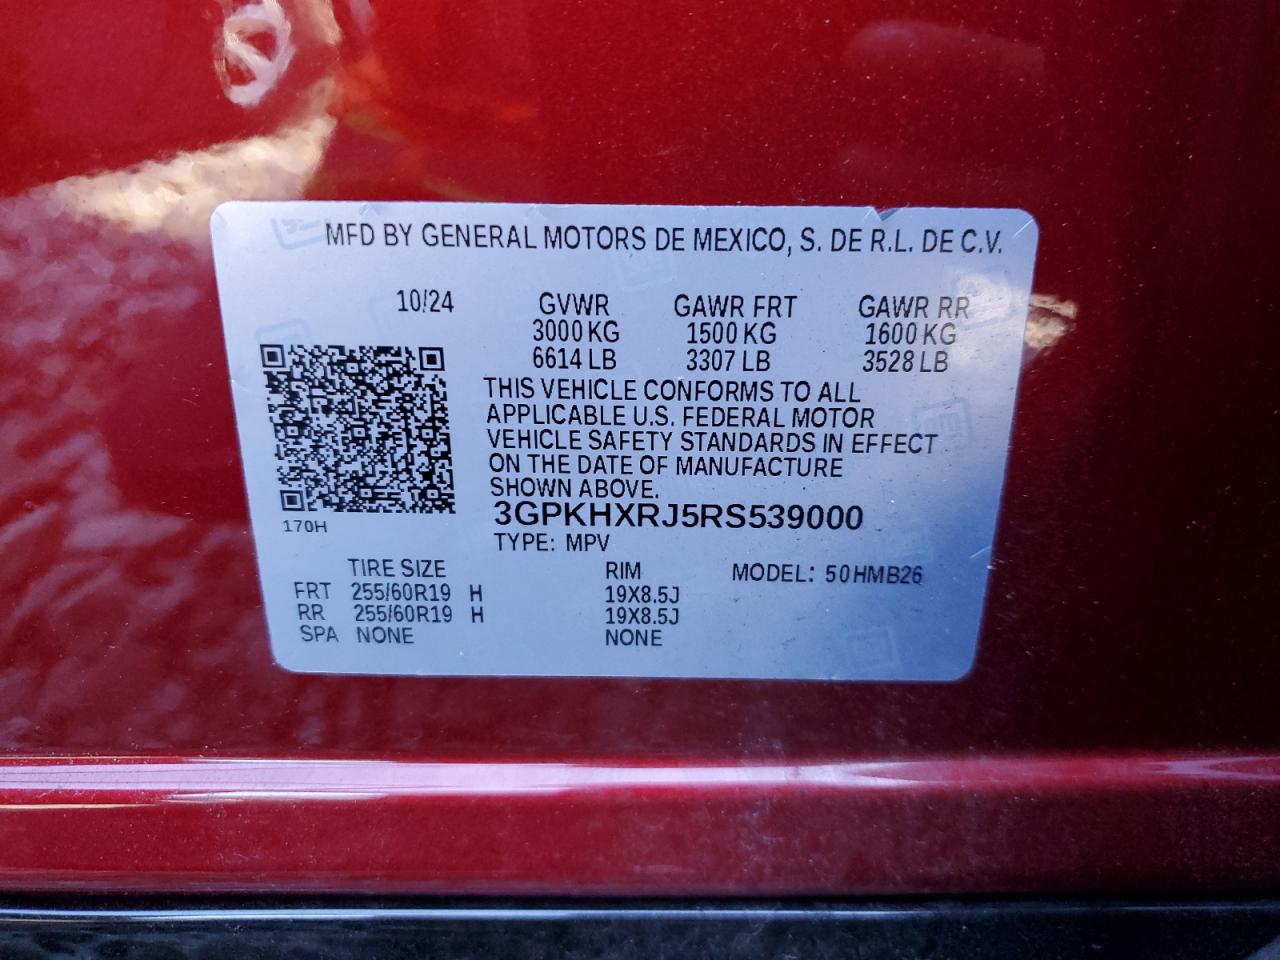 MFD BY GENERAL MOTORS DE MEXICO, S. DE R.L. DE C.V.
10/24 GVWR GAWR FRT GAWR RR
3000 KG 1500 KG 1600 KG
6614 LB 3307 LB 3528 LB
THIS VEHICLE CONFORMS TO ALL
APPLICABLE U.S. FEDERAL MOTOR
VEHICLE SAFETY STANDARDS IN EFFECT
ON THE DATE OF MANUFACTURE
SHOWN ABOVE.
3GPKHXRJ5RS539000
170H
TYPE: MPV
TIRE SIZE RIM MODEL: 50HMB26
FRT 255/60R19 H 19X8.5J
RR 255/60R19 H 19X8.5J
SPA NONE NONE